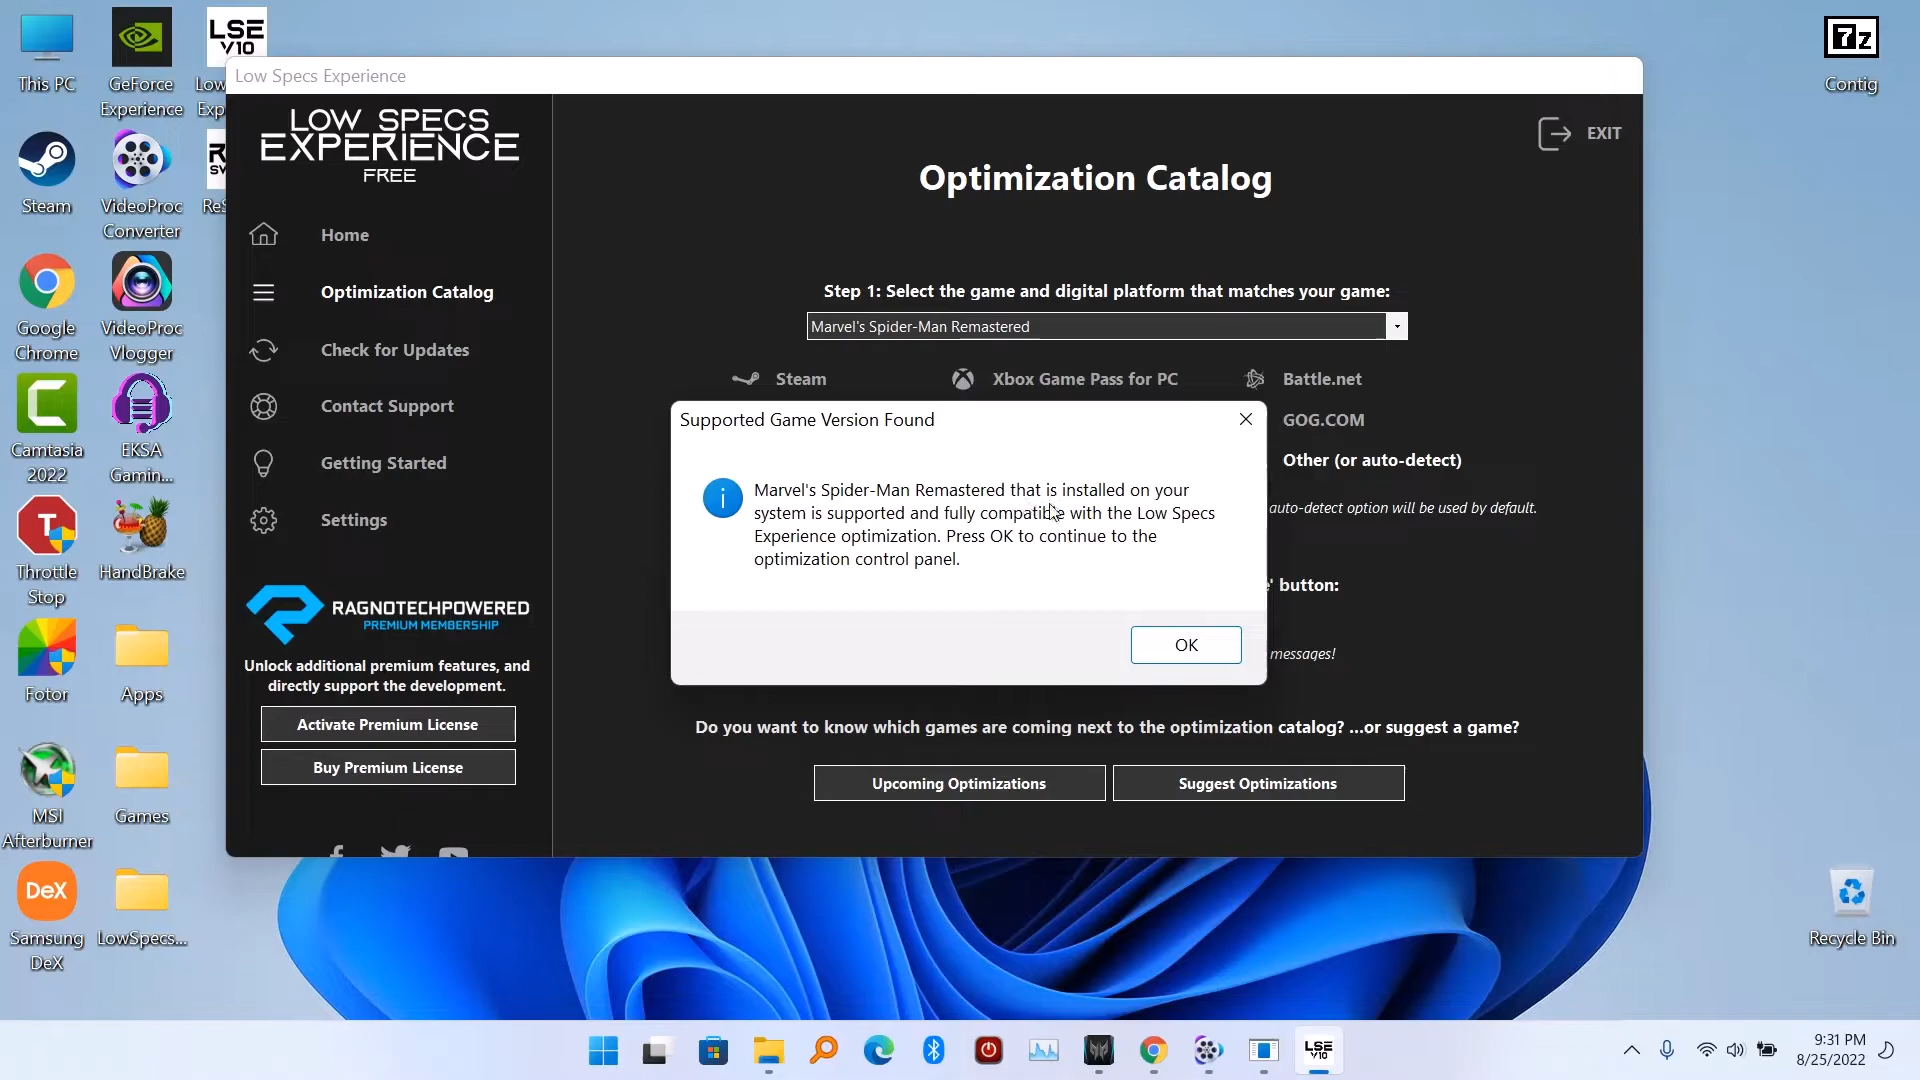 This PC
GeForce
Experience
LSE
V10
Low
Exp
Steam
VideoProc
Converter
ReS
Google
Chrome
VideoProc
Vlogger
Camtasia
2022
EKSA
Gamin...
Throttle
Stop
HandBrake
Fotor
Apps
MSI
Afterburner
Games
DeX
Samsung
DeX
LowSpecs...
7z
Contig
Recycle Bin
Low Specs Experience
LOW SPECS
EXPERIENCE
FREE
Home
Optimization Catalog
Check for Updates
Contact Support
Getting Started
Settings
RAGNOTECHPOWERED
PREMIUM MEMBERSHIP
Unlock additional premium features, and
directly support the development.
Activate Premium License
Buy Premium License
EXIT
Optimization Catalog
Step 1: Select the game and digital platform that matches your game:
Marvel's Spider-Man Remastered
Steam
Xbox Game Pass for PC
Battle.net
GOG.COM
Other (or auto-detect)
auto-detect option will be used by default.
' button:
messages!
Supported Game Version Found
Marvel's Spider-Man Remastered that is installed on your
system is supported and fully compatible with the Low Specs
Experience optimization. Press OK to continue to the
optimization control panel.
OK
Do you want to know which games are coming next to the optimization catalog? ...or suggest a game?
Upcoming Optimizations
Suggest Optimizations
LSE
V10
9:31 PM
8/25/2022